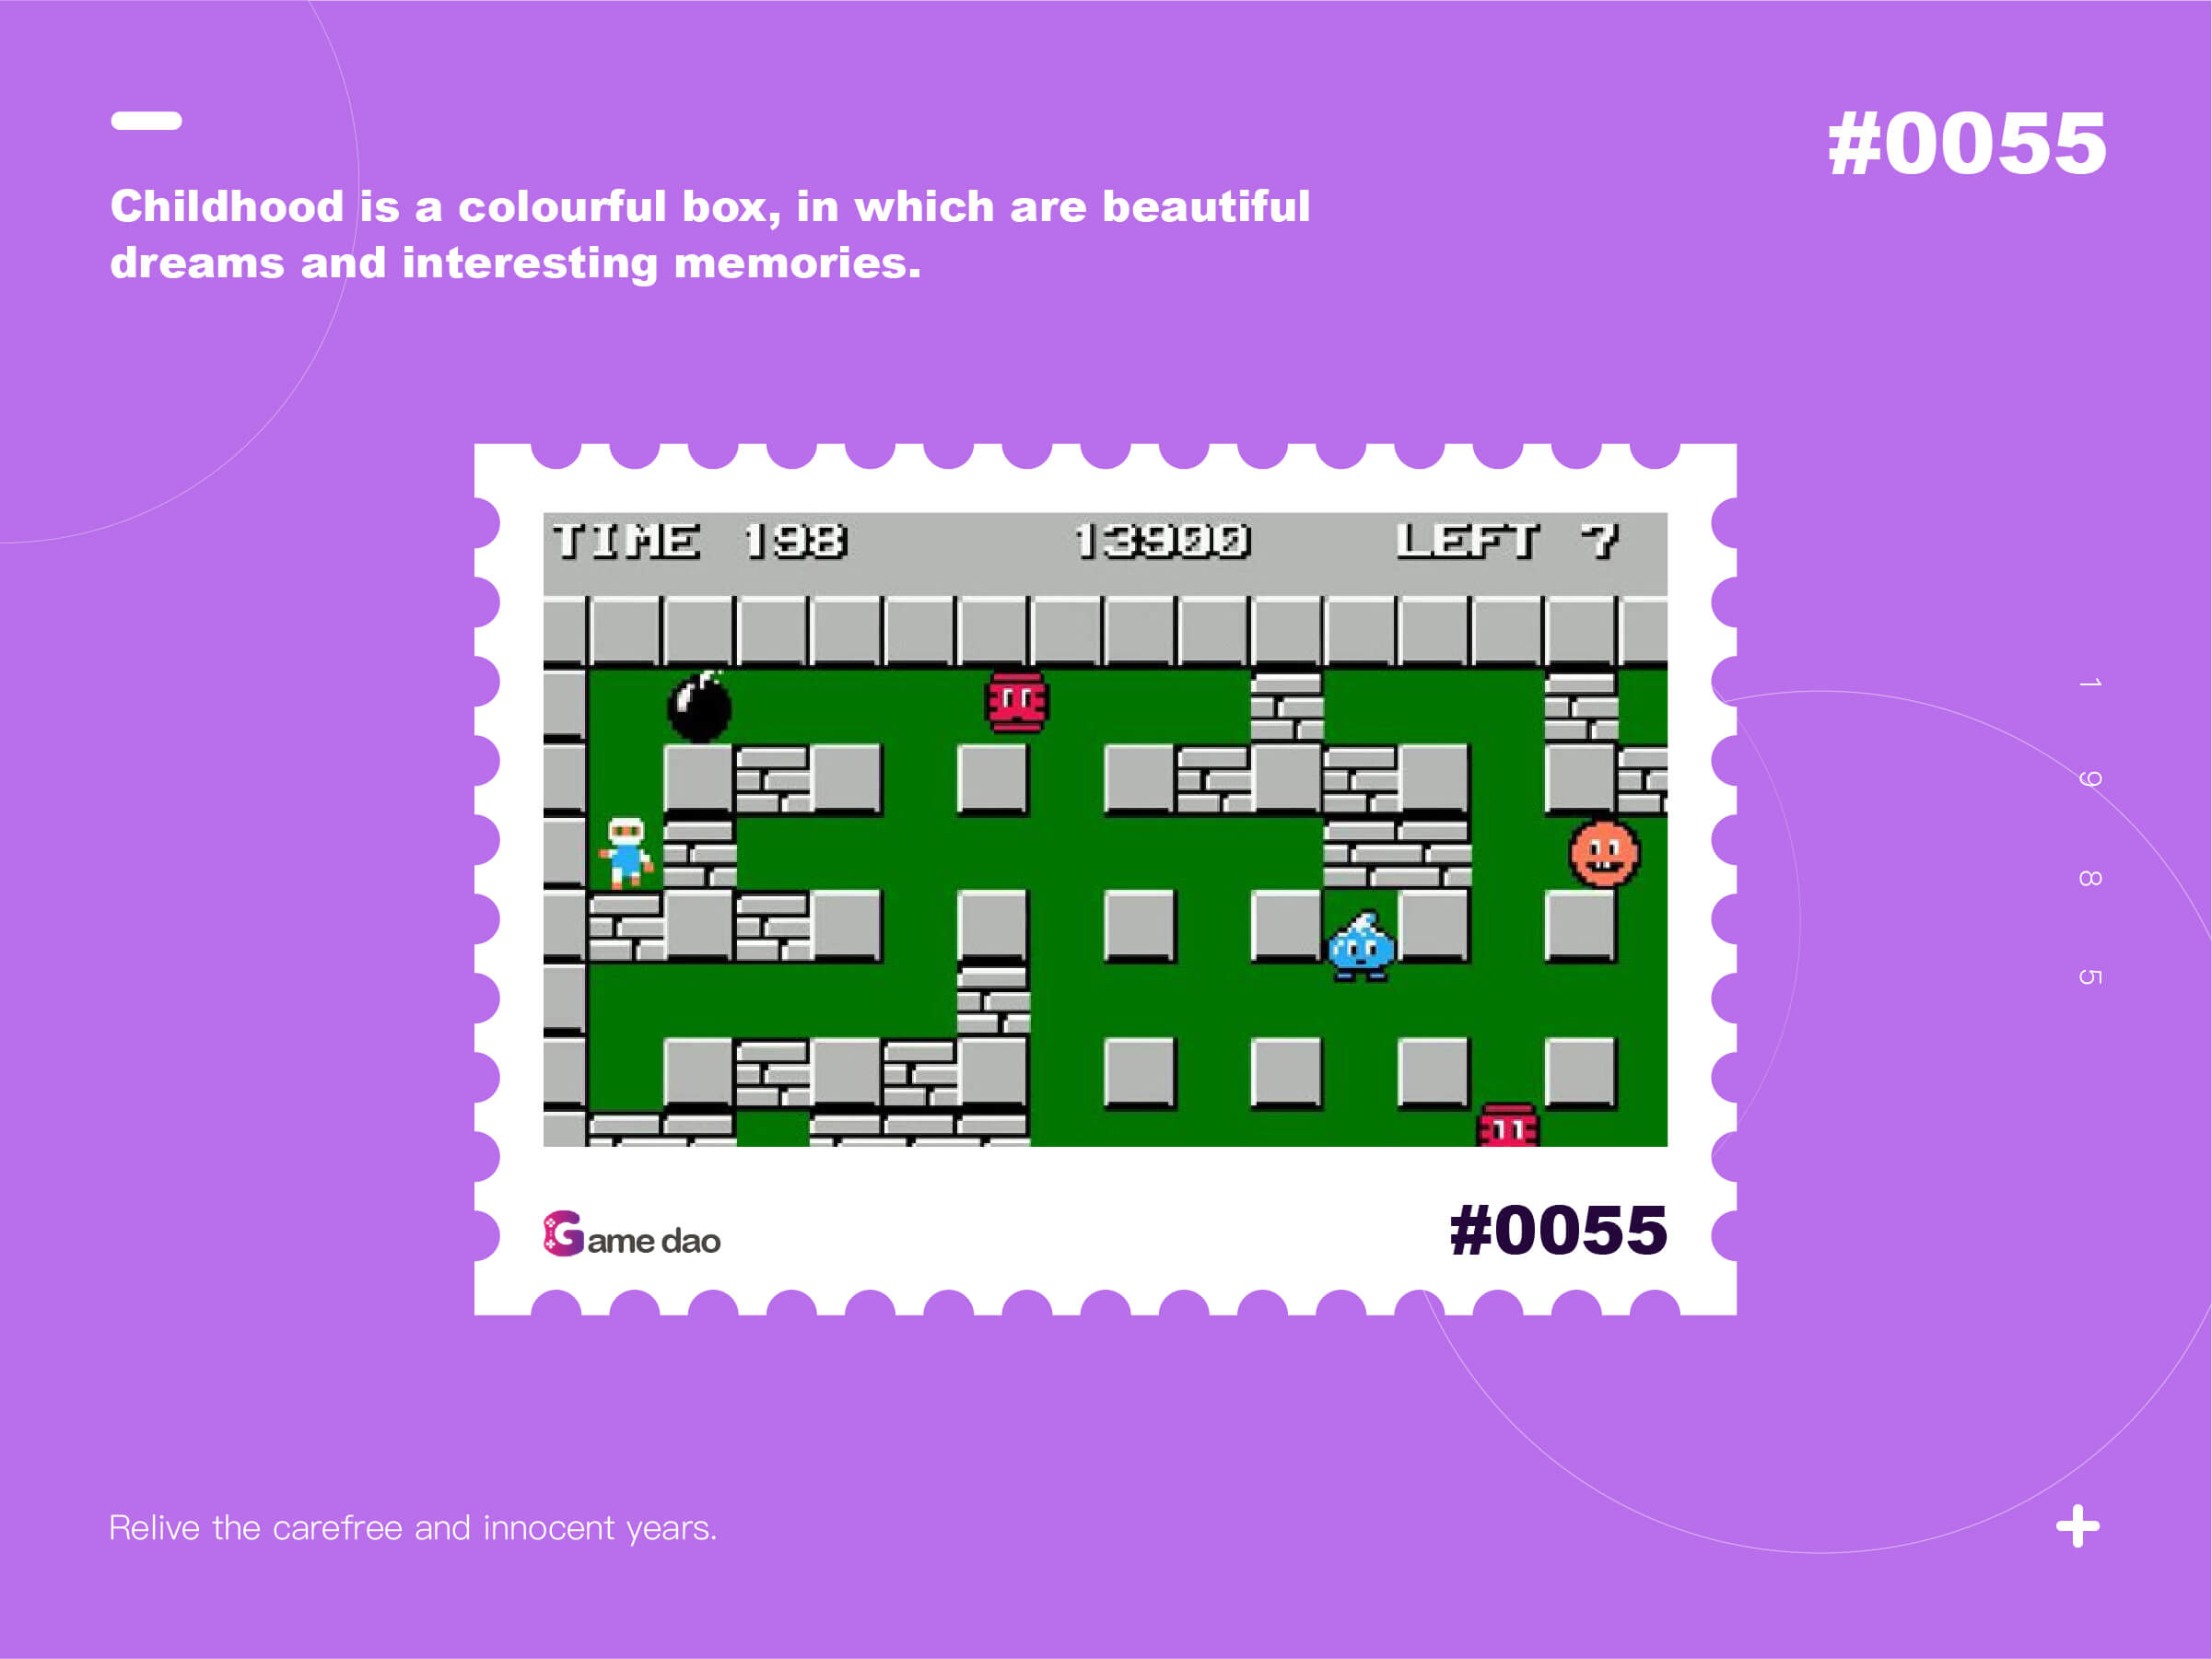 #0055
Childhood is a colourful box, in which are beautiful
dreams and interesting memories.
TIME 198 13900 LEFT 7
1985
Game dao #0055
Relive the carefree and innocent years.